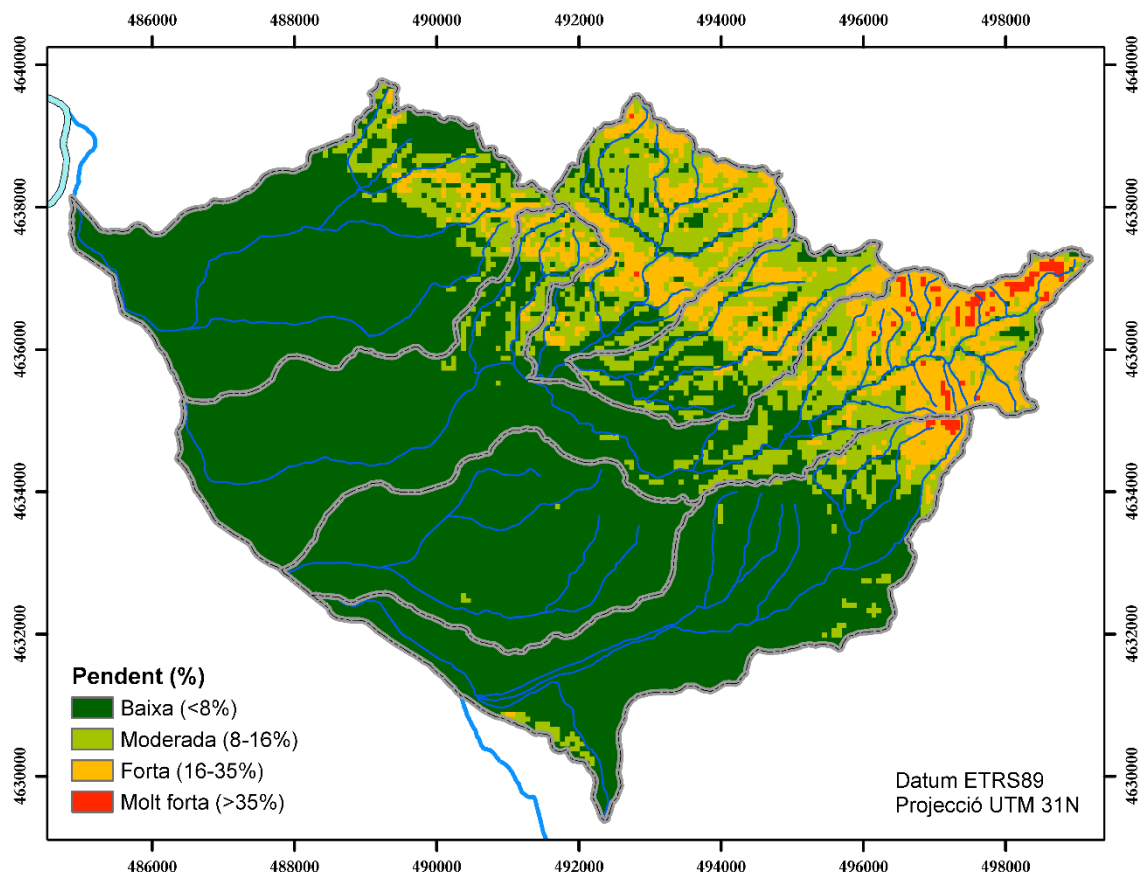 486000 488000 490000 492000 494000 496000 498000
4640000 4640000
4638000 4638000
4636000 4636000
4634000 4634000
4632000 4632000
4630000 4630000
Pendent (%)
Baixa (<8%)
Moderada (8-16%)
Forta (16-35%)
Molt forta (>35%)
Datum ETRS89
Projecció UTM 31N
486000 488000 490000 492000 494000 496000 498000